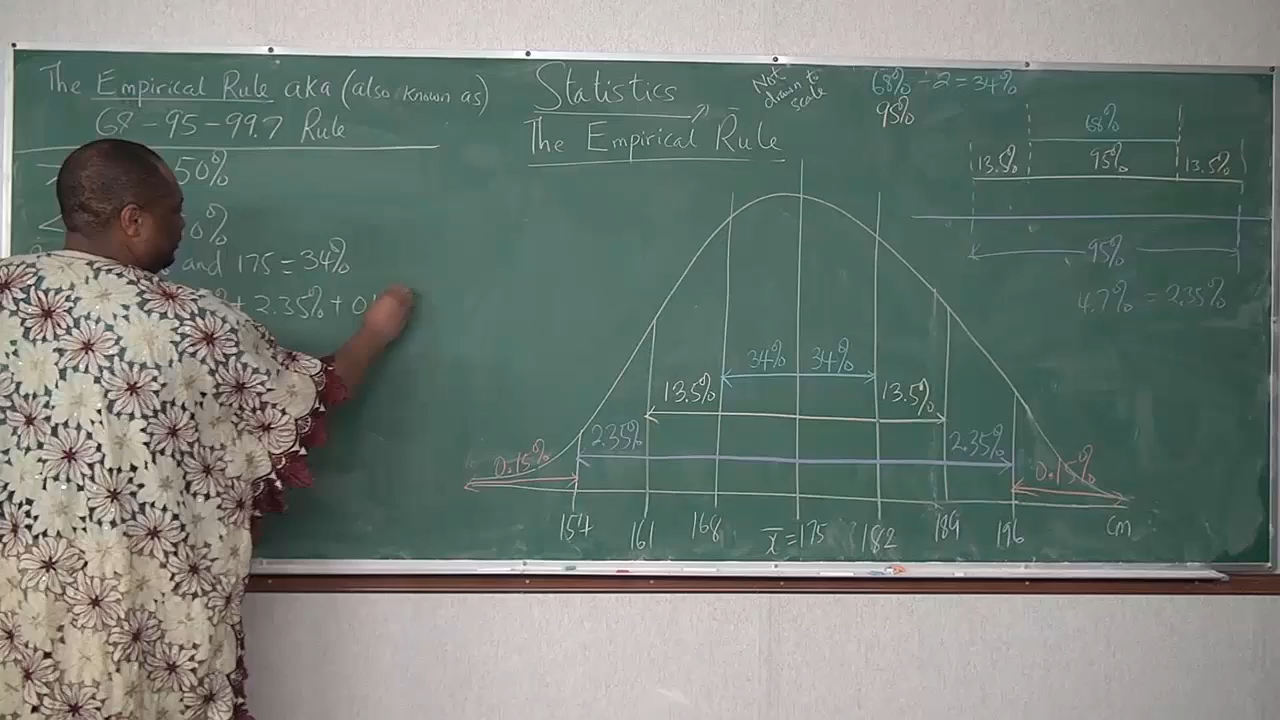 The Empirical Rule aka (also known as)
68 - 95 - 99.7 Rule
50%
0%
and 175 = 34%
% + 2.35% + 0.1
Statistics
The Empirical Rule
Not drawn to scale
68% ÷ 2 = 34%
95%
68%
13.5% 95% 13.5%
95%
4.7% = 2.35%
34% 34%
13.5% 13.5%
2.35% 2.35%
0.15% 0.15%
154 161 168 x̄ = 175 182 189 196 cm